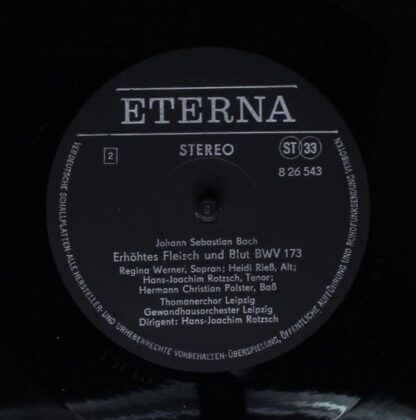 ETERNA
2
STEREO
ST 33
8 26 543
Johann Sebastian Bach
Erhöhtes Fleisch und Blut BWV 173
Regina Werner, Sopran; Heidi Rieß, Alt;
Hans-Joachim Rotzsch, Tenor;
Hermann Christian Polster, Baß
Thomanerchor Leipzig
Gewandhausorchester Leipzig
Dirigent: Hans-Joachim Rotzsch
VEB DEUTSCHE SCHALLPLATTEN · ALLE HERSTELLER- UND URHEBERRECHTE VORBEHALTEN · ÜBERSPIELUNG, ÖFFENTLICHE AUFFÜHRUNG UND RUNDFUNKSENDUNG VERBOTEN